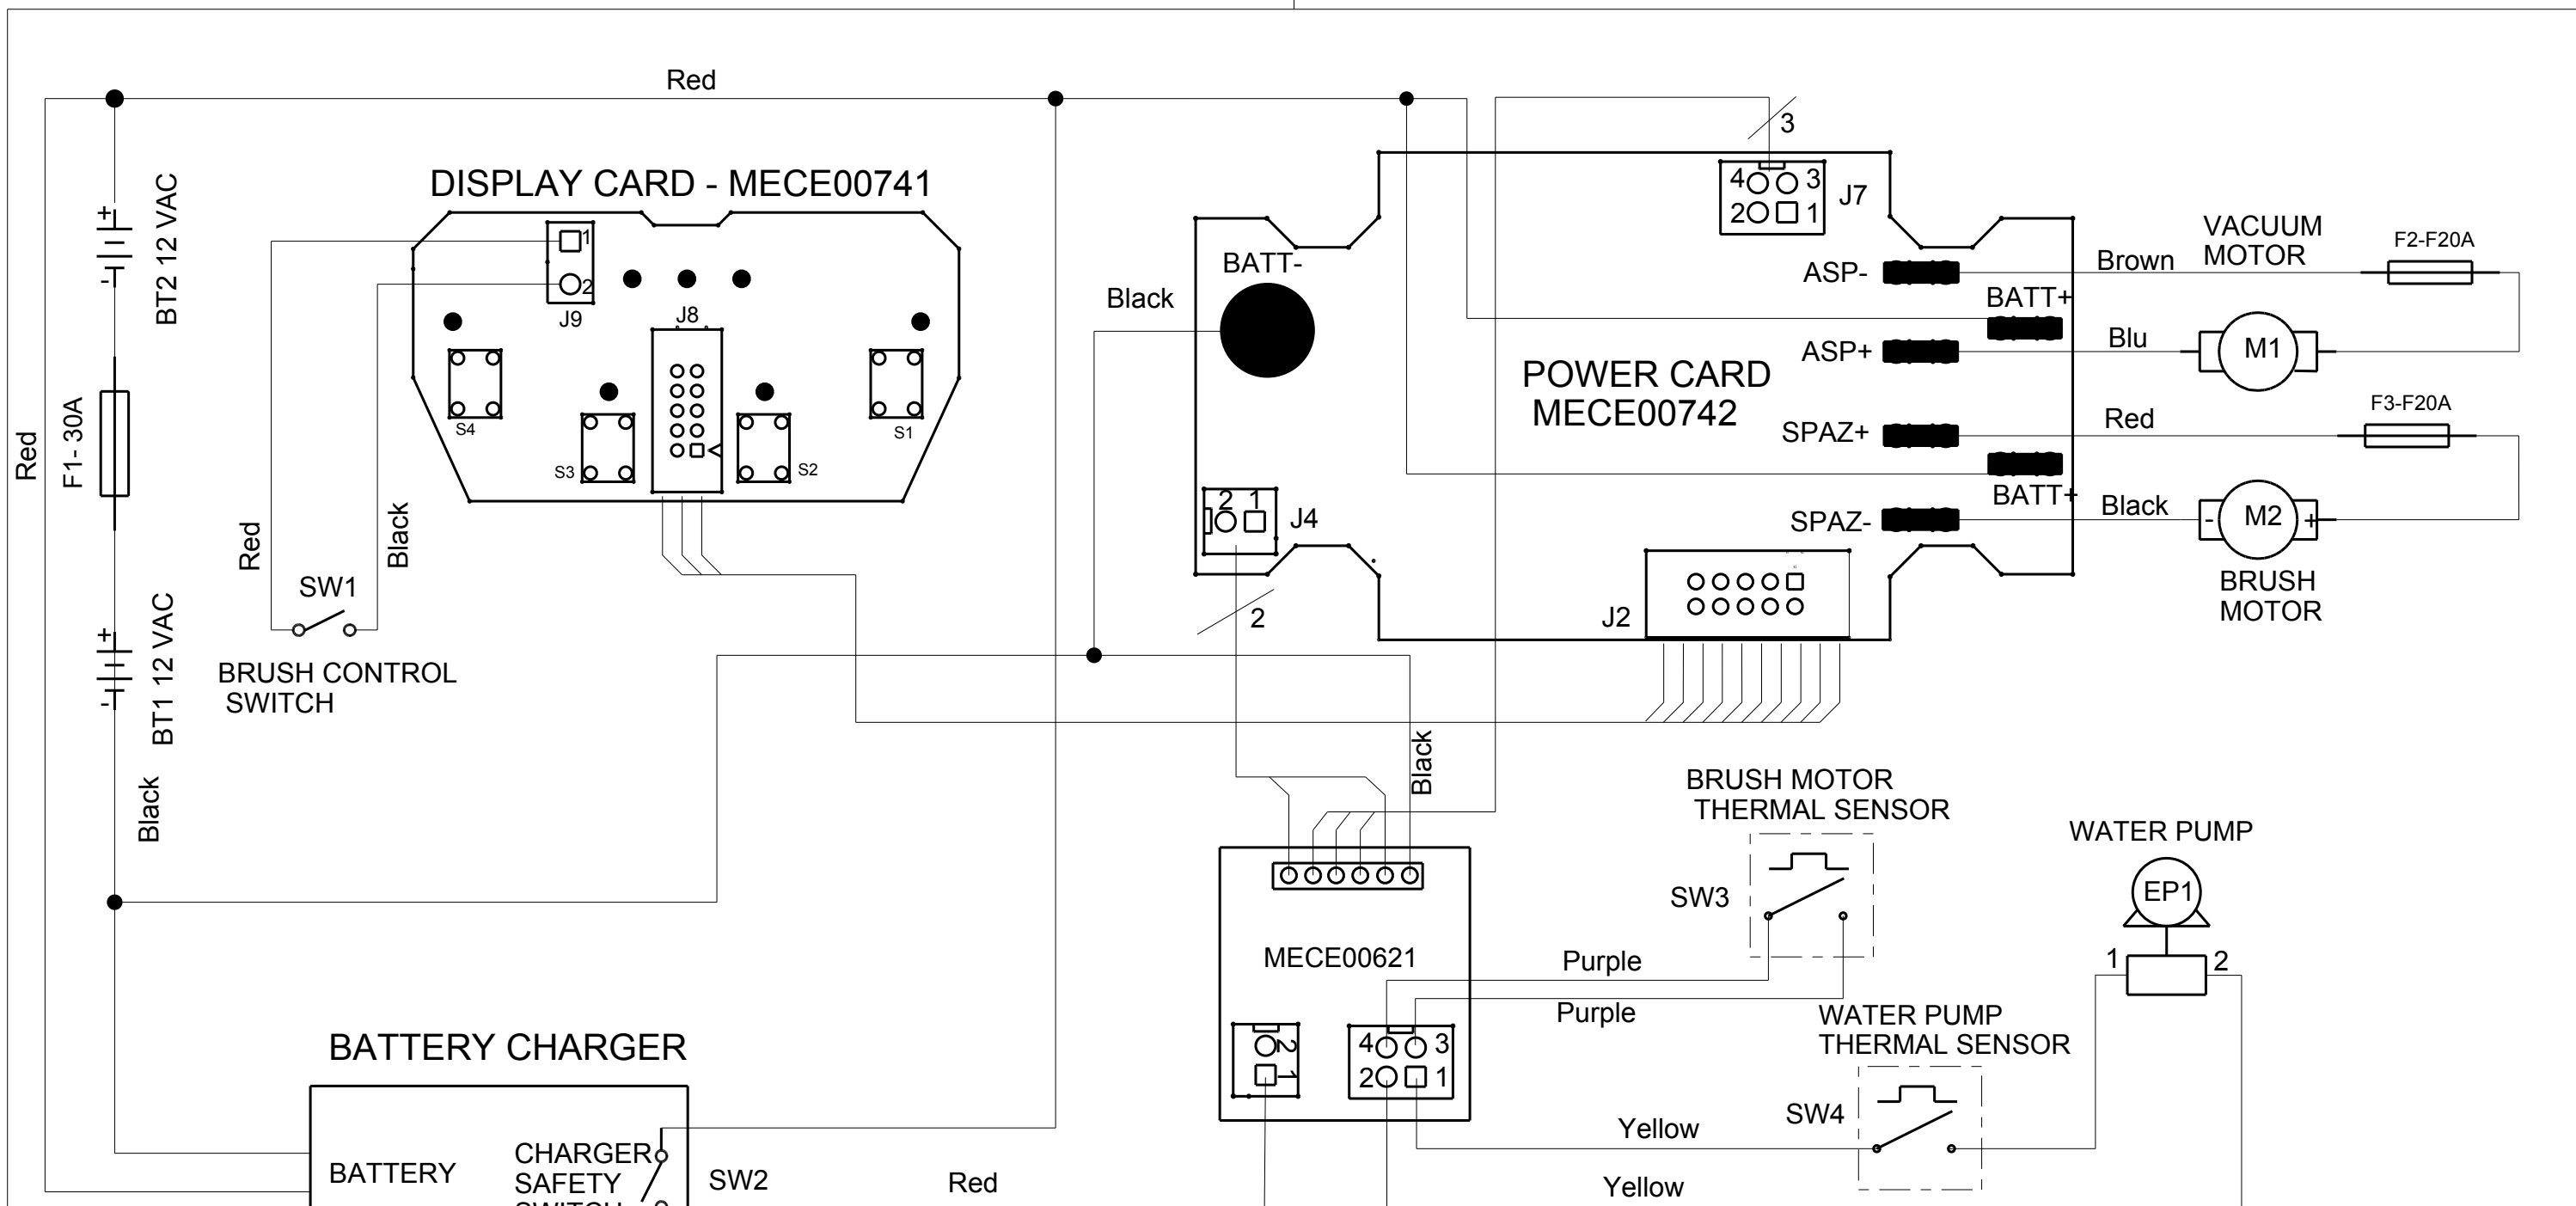 Red
3
DISPLAY CARD - MECE00741
4
3
2
1
J7
+
-
BT2 12 VAC
1
2
J9
J8
S4
S3
S2
S1
BATT-
Black
ASP-
Brown
VACUUM
MOTOR
F2-F20A
BATT+
ASP+
Blu
M1
POWER CARD
MECE00742
SPAZ+
Red
F3-F20A
BATT+
SPAZ-
Black
-
M2
+
BRUSH
MOTOR
Red
F1- 30A
Red
Black
SW1
BRUSH CONTROL
SWITCH
2
1
J4
2
J2
+
-
BT1 12 VAC
Black
Black
BRUSH MOTOR
THERMAL SENSOR
SW3
WATER PUMP
EP1
1
2
MECE00621
Purple
Purple
2
1
4
3
2
1
WATER PUMP
THERMAL SENSOR
SW4
Yellow
Yellow
BATTERY CHARGER
BATTERY
CHARGER
SAFETY
SWITCH
SW2
Red